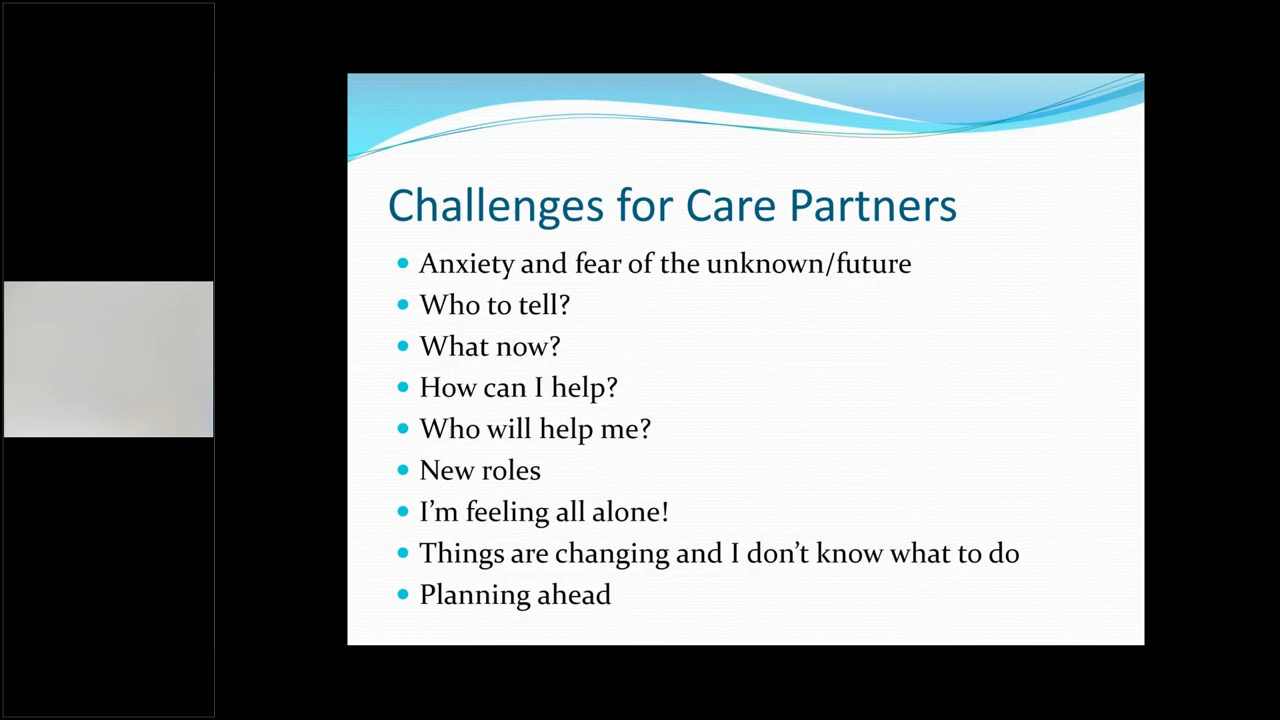 Challenges for Care Partners
Anxiety and fear of the unknown/future
Who to tell?
What now?
How can I help?
Who will help me?
New roles
I’m feeling all alone!
Things are changing and I don’t know what to do
Planning ahead